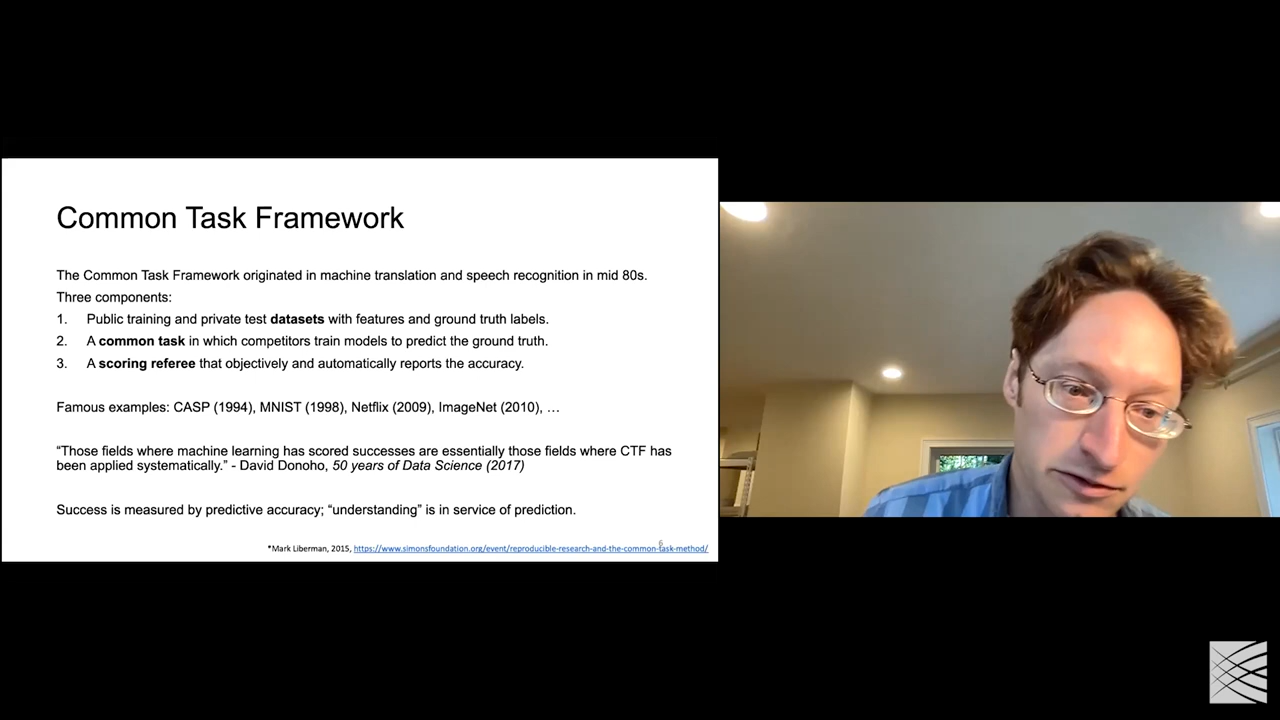 Common Task Framework
The Common Task Framework originated in machine translation and speech recognition in mid 80s.
Three components:
1. Public training and private test datasets with features and ground truth labels.
2. A common task in which competitors train models to predict the ground truth.
3. A scoring referee that objectively and automatically reports the accuracy.
Famous examples: CASP (1994), MNIST (1998), Netflix (2009), ImageNet (2010), …
“Those fields where machine learning has scored successes are essentially those fields where CTF has
been applied systematically.” - David Donoho, 50 years of Data Science (2017)
Success is measured by predictive accuracy; “understanding” is in service of prediction.
6
*Mark Liberman, 2015, https://www.simonsfoundation.org/event/reproducible-research-and-the-common-task-method/